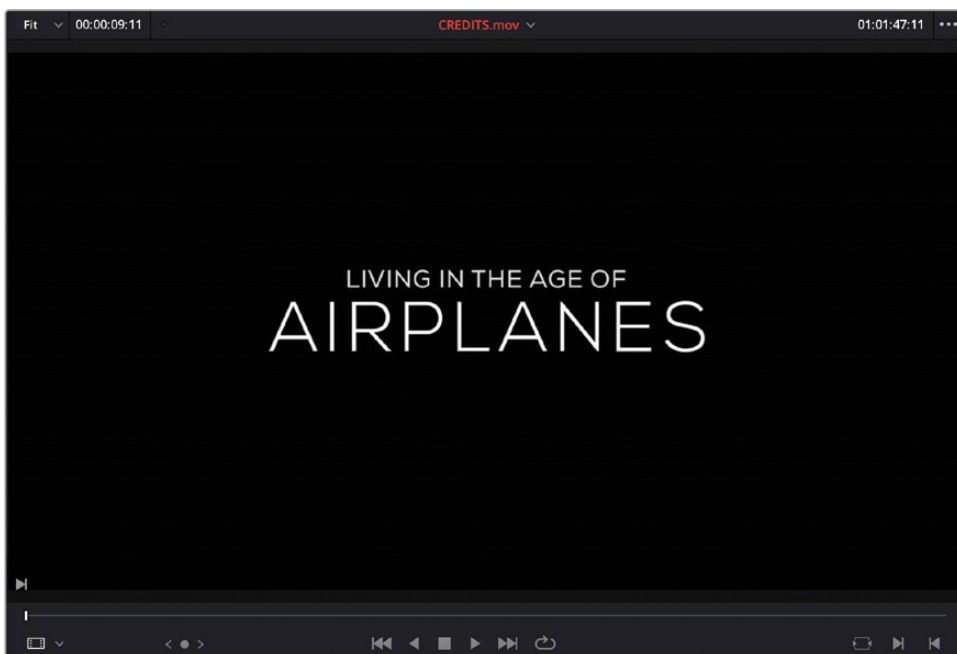 Fit 00:00:09:11 CREDITS.mov 01:01:47:11
LIVING IN THE AGE OF
AIRPLANES